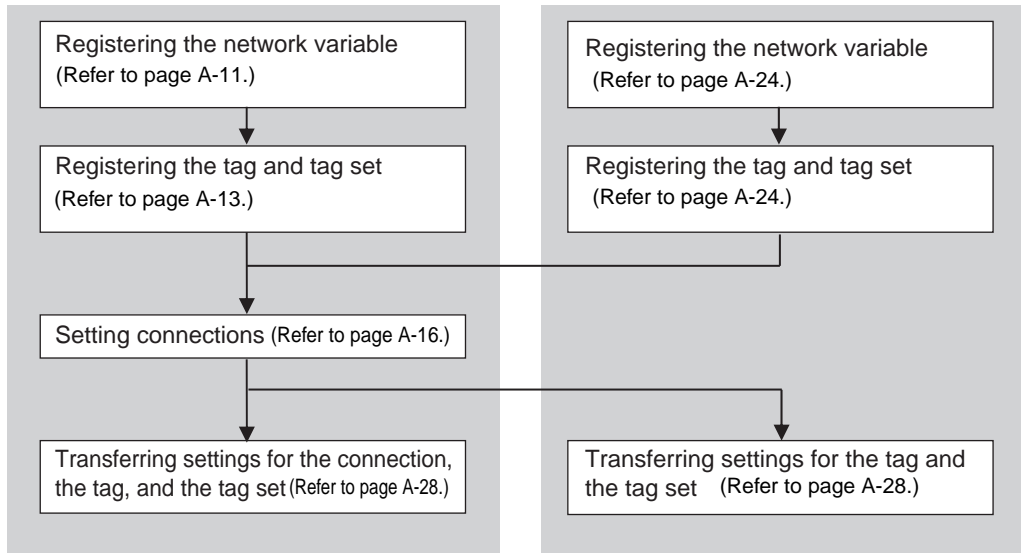 Registering the network variable
(Refer to page A-11.)
Registering the tag and tag set
(Refer to page A-13.)
Setting connections (Refer to page A-16.)
Transferring settings for the connection,
the tag, and the tag set (Refer to page A-28.)
Registering the network variable
(Refer to page A-24.)
Registering the tag and tag set
(Refer to page A-24.)
Transferring settings for the tag and
the tag set (Refer to page A-28.)